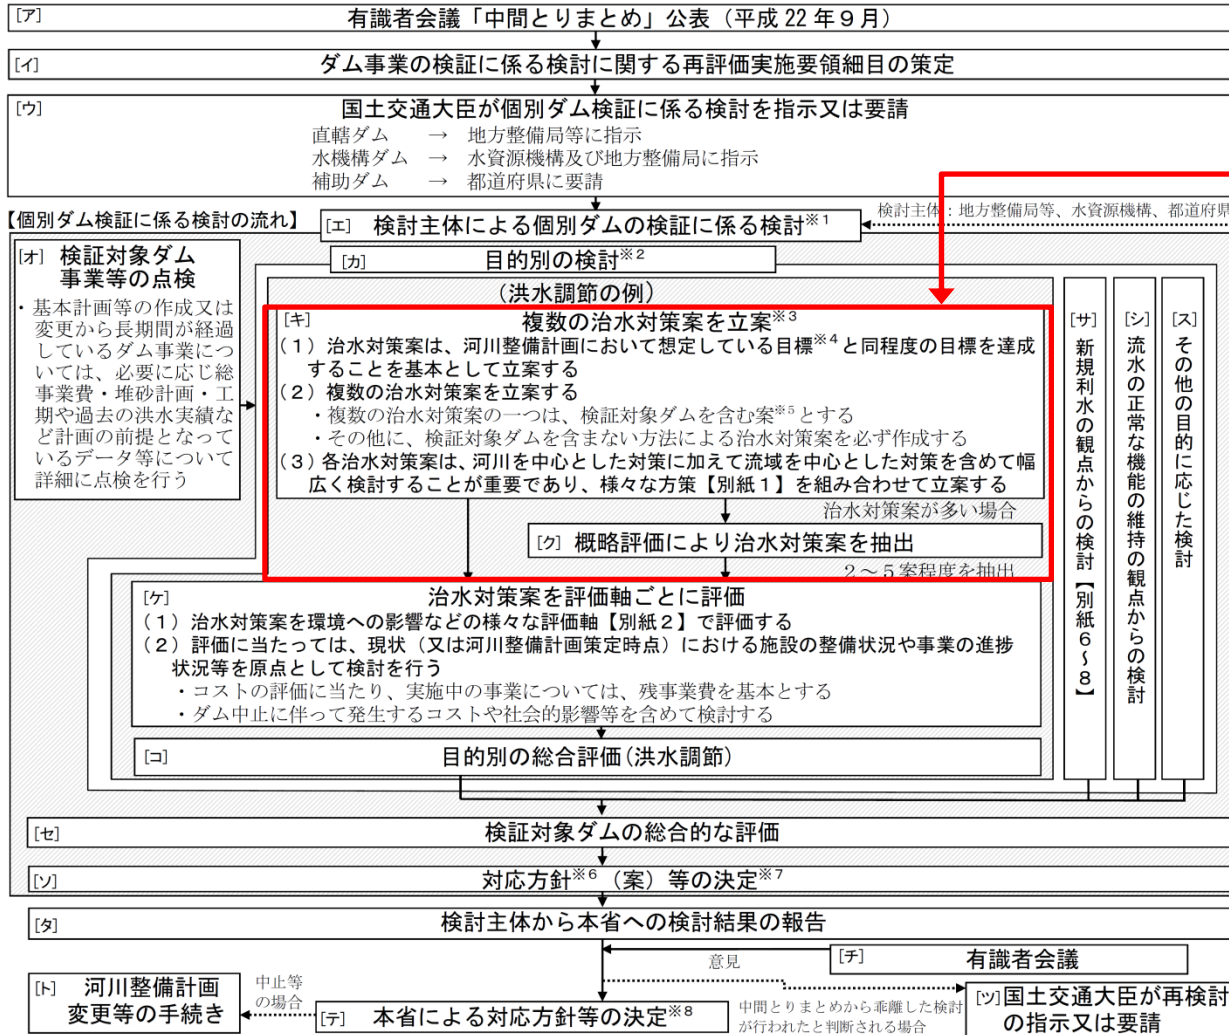 [ア] 有識者会議「中間とりまとめ」公表（平成22年９月）
[イ] ダム事業の検証に係る検討に関する再評価実施要領細目の策定
[ウ] 国土交通大臣が個別ダム検証に係る検討を指示又は要請
直轄ダム → 地方整備局等に指示
水機構ダム → 水資源機構及び地方整備局に指示
補助ダム → 都道府県に要請
【個別ダム検証に係る検討の流れ】
[エ] 検討主体による個別ダムの検証に係る検討※1
検討主体：地方整備局等、水資源機構、都道府県
[オ] 検証対象ダム
事業等の点検
・基本計画等の作成又は
変更から長期間が経過
しているダム事業につ
いては、必要に応じ総
事業費・堆砂計画・工
期や過去の洪水実績な
ど計画の前提となって
いるデータ等について
詳細に点検を行う
[カ] 目的別の検討※2
（洪水調節の例）
[キ] 複数の治水対策案を立案※3
（１）治水対策案は、河川整備計画において想定している目標※4と同程度の目標を達成
することを基本として立案する
（２）複数の治水対策案を立案する
・複数の治水対策案の一つは、検証対象ダムを含む案※5とする
・その他に、検証対象ダムを含まない方法による治水対策案を必ず作成する
（３）各治水対策案は、河川を中心とした対策に加えて流域を中心とした対策を含めて幅
広く検討することが重要であり、様々な方策【別紙１】を組み合わせて立案する
治水対策案が多い場合
[ク] 概略評価により治水対策案を抽出
２～５案程度を抽出
[ケ] 治水対策案を評価軸ごとに評価
（１）治水対策案を環境への影響などの様々な評価軸【別紙２】で評価する
（２）評価に当たっては、現状（又は河川整備計画策定時点）における施設の整備状況や事業の進捗
状況等を原点として検討を行う
・コストの評価に当たり、実施中の事業については、残事業費を基本とする
・ダム中止に伴って発生するコストや社会的影響等を含めて検討する
[コ] 目的別の総合評価(洪水調節)
[サ] 新規利水の観点からの検討【別紙６～８】
[シ] 流水の正常な機能の維持の観点からの検討
[ス] その他の目的に応じた検討
[セ] 検証対象ダムの総合的な評価
[ソ] 対応方針※6（案）等の決定※7
[タ] 検討主体から本省への検討結果の報告
意見
[チ] 有識者会議
[ト] 河川整備計画
変更等の手続き
中止等
の場合
[テ] 本省による対応方針等の決定※8
中間とりまとめから乖離した検討
が行われたと判断される場合
[ツ] 国土交通大臣が再検討
の指示又は要請